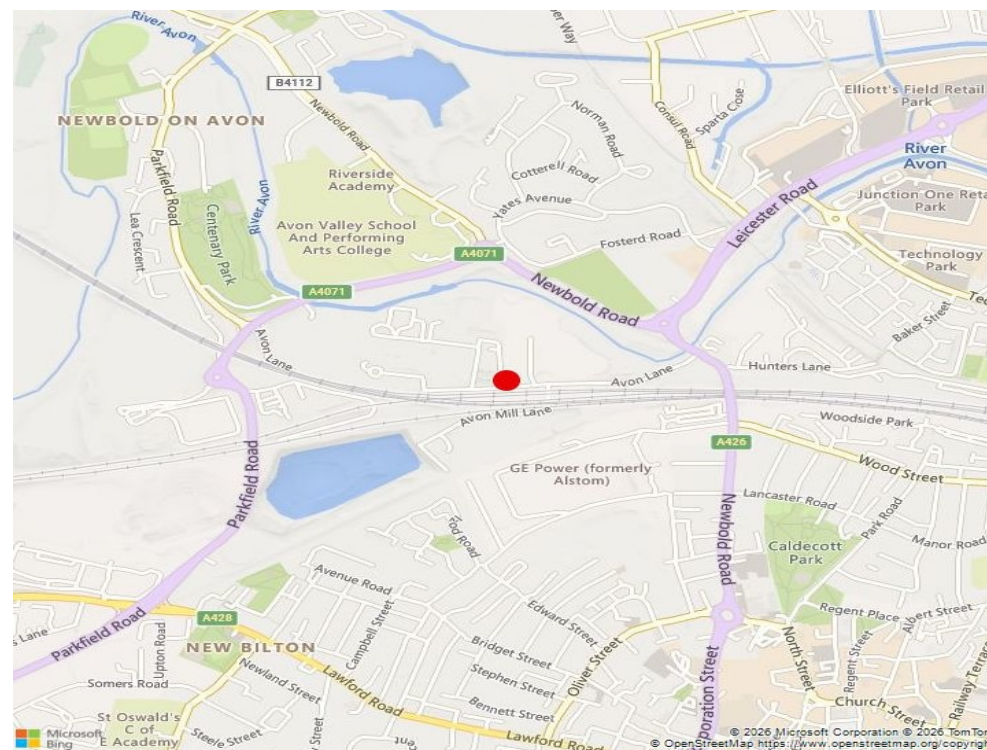 River Avon
B4112
NEWBOLD ON AVON
Newbold Road
Riverside
Academy
Parkfield Road
Lea Crescent
Centenary Park
River Avon
Avon Valley School
And Performing
Arts College
A4071
A4071
Norman Road
Cotterell Road
Yates Avenue
Fosterd Road
Consul Road
Sparta Close
Elliott's Field Retail
Park
River
Avon
Leicester Road
Junction One Reta
Park
Technology
Park
Tec
Baker Street
Newbold Road
Avon Lane
Avon Lane
Hunters Lane
Avon Mill Lane
Woodside Park
A426
Wood Street
GE Power (formerly
Alstom)
Lancaster Road
Park Road
Manor Road
Caldecott
Park
Newbold Road
Parkfield Road
Avenue Road
Campbell Street
Edward Street
Bridget Street
Stephen Street
Bennett Street
Oliver Street
Regent Place
Albert Street
North Street
Regent Street
Railway Terrace
Church Street
poration Street
A428
Parkfield Road
s Lane
Upton Road
NEW BILTON
Newland Street
Lawford Road
Somers Road
St Oswald's
C of
E Academy
Steele Street
Lawford Road
Microsoft
Bing
© 2026 Microsoft Corporation © 2026 TomTom
© OpenStreetMap https://www.openstreetmap.org/copyrigh